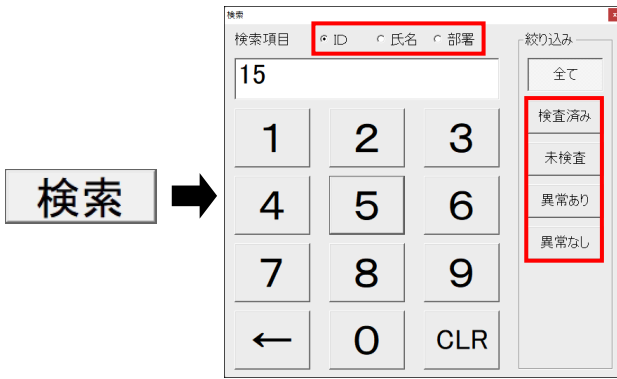 検索
検索
検索項目 ID 氏名 部署
15
1 2 3
4 5 6
7 8 9
← 0 CLR
絞り込み
全て
検査済み
未検査
異常あり
異常なし